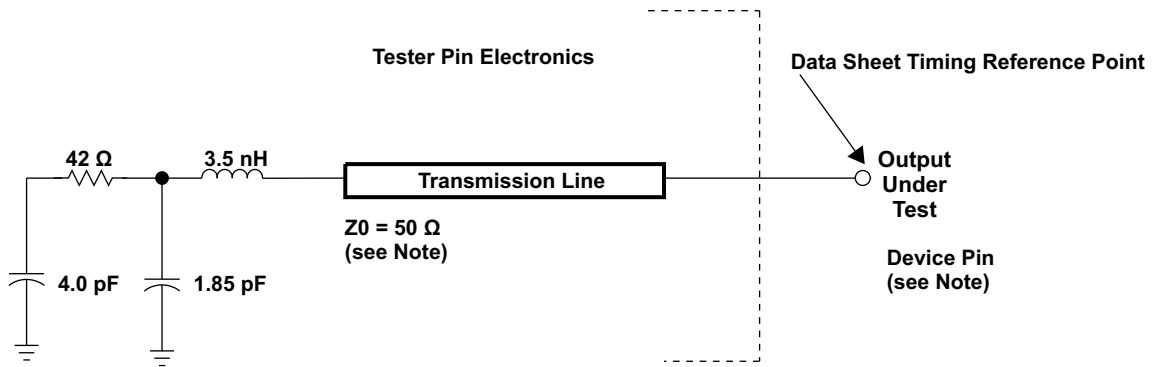 Tester Pin Electronics
Data Sheet Timing Reference Point
42 Ω
3.5 nH
Transmission Line
Output
Under
Test
Z0 = 50 Ω
(see Note)
Device Pin
(see Note)
4.0 pF
1.85 pF